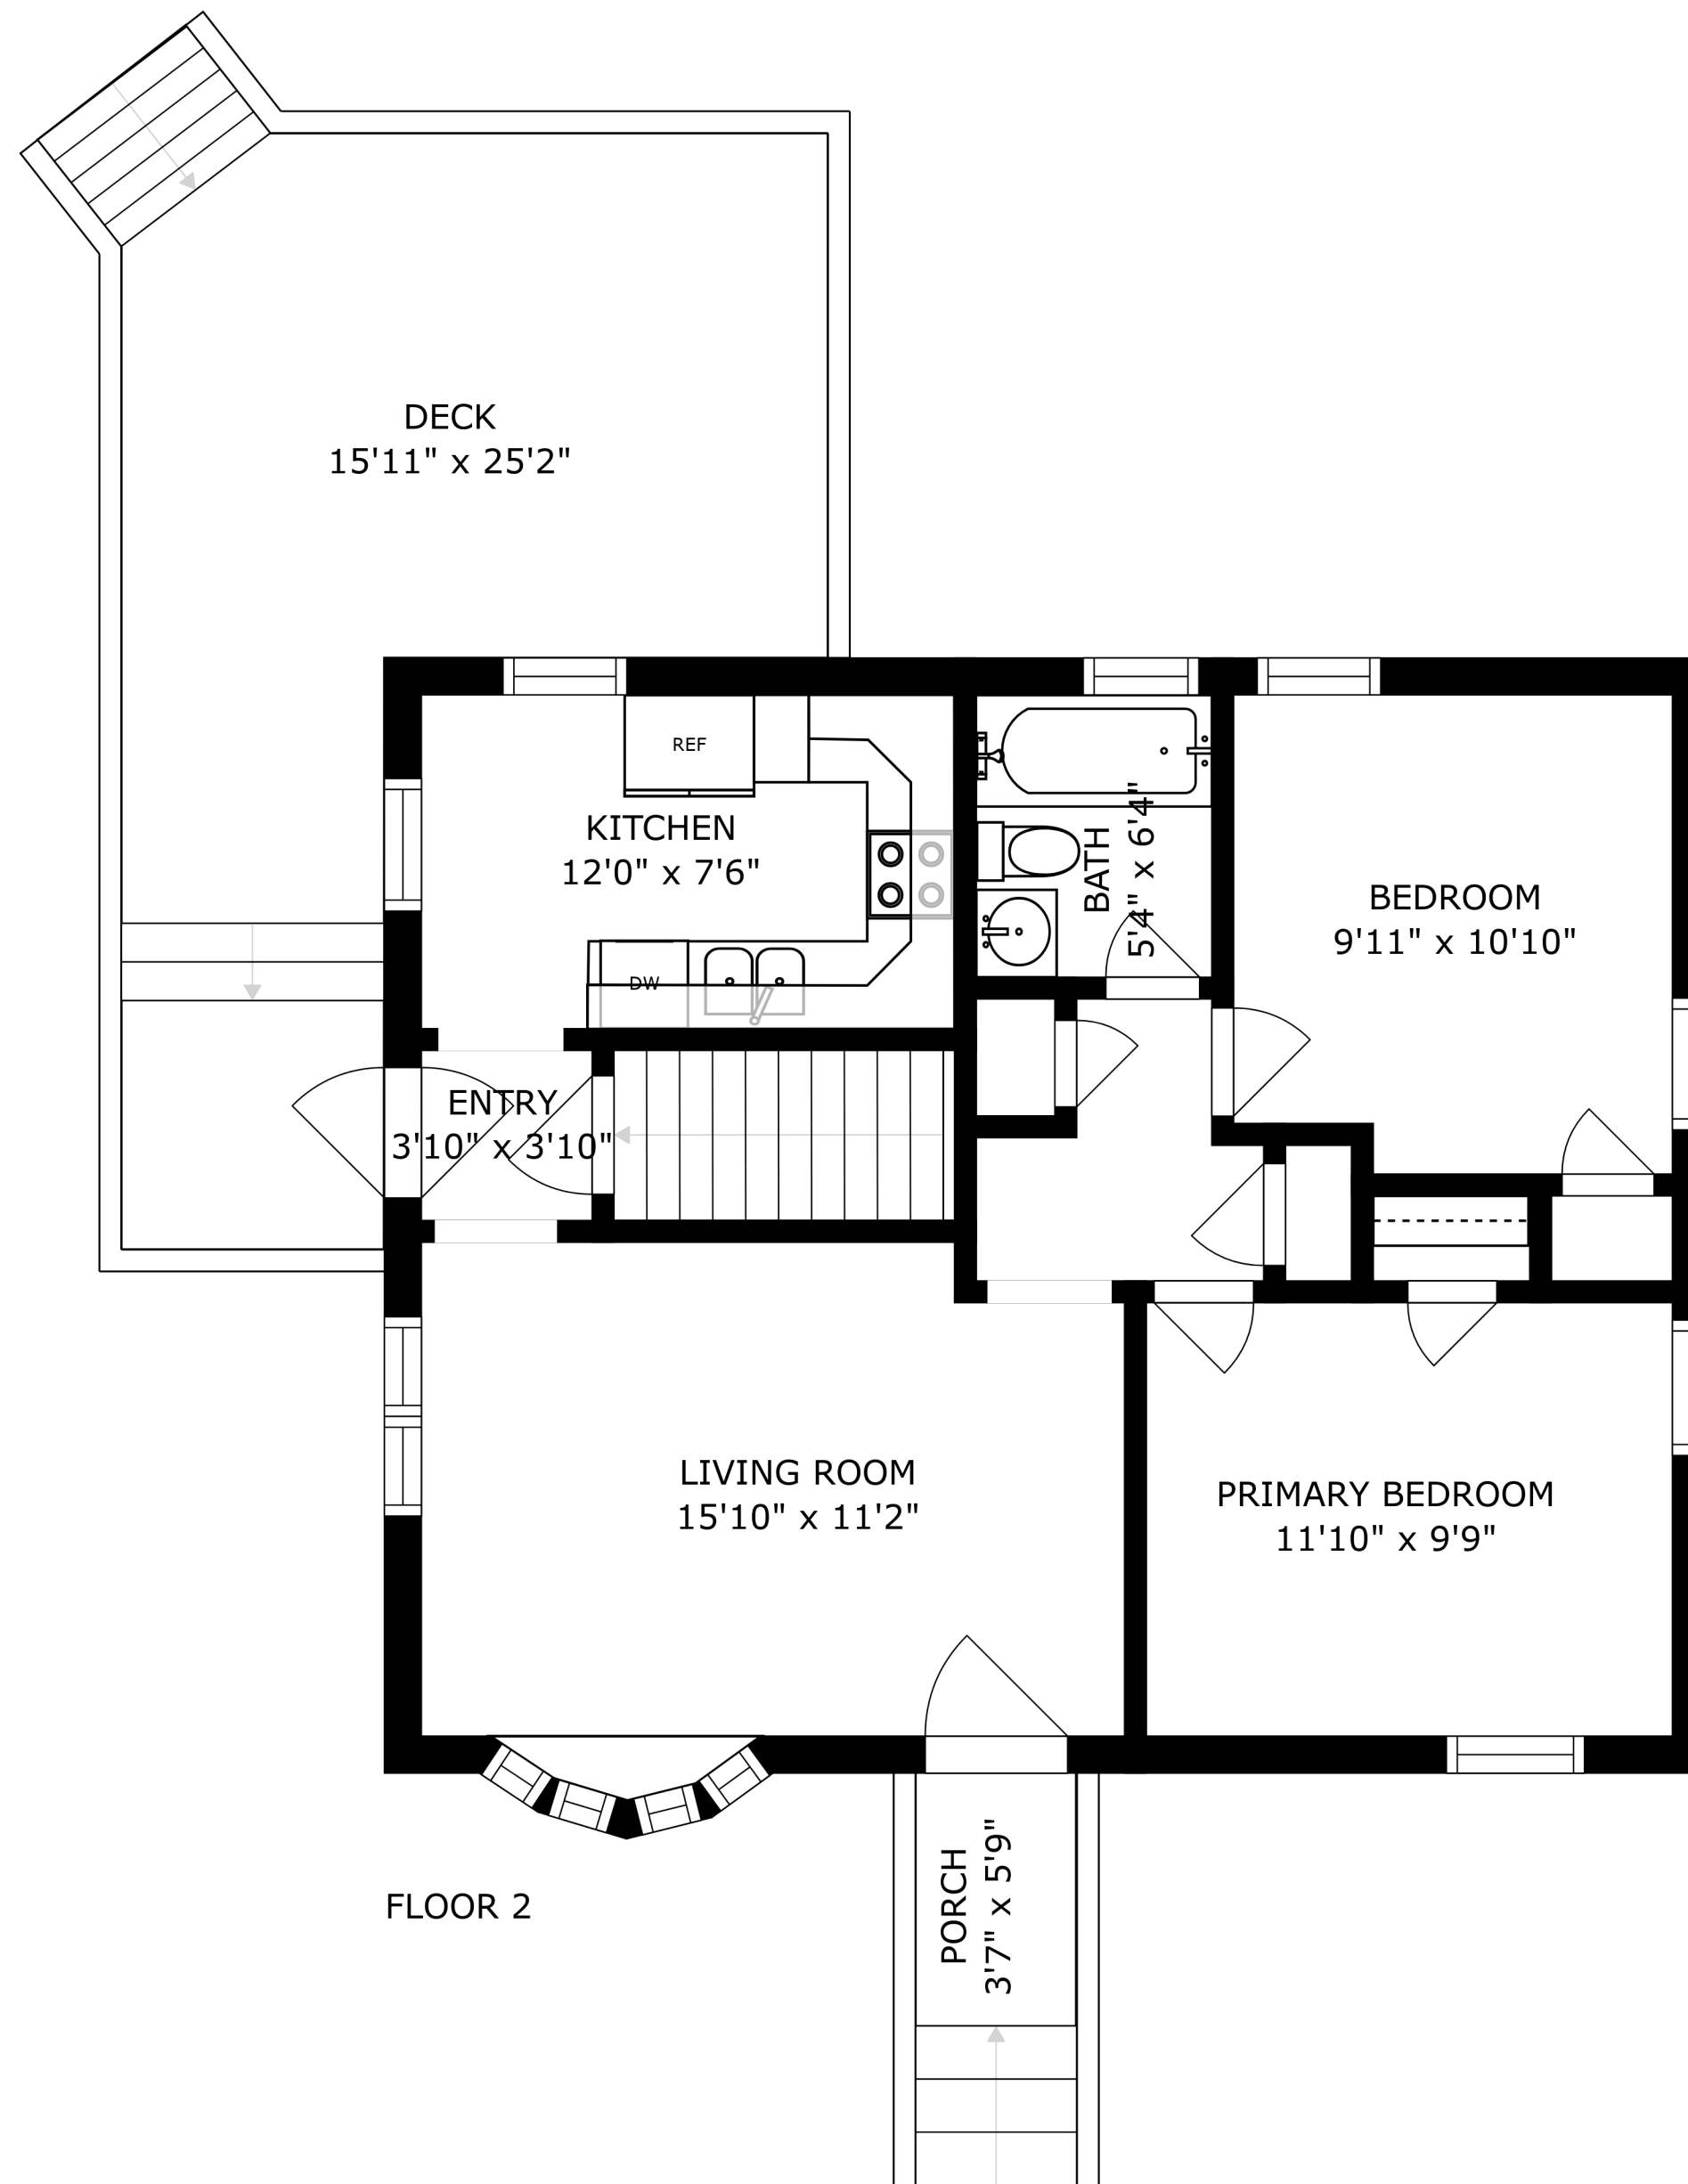 DECK
15'11" x 25'2"
REF
KITCHEN
12'0" x 7'6"
DW
BATH
5'4" x 6'4"
BEDROOM
9'11" x 10'10"
ENTRY
3'10" x 3'10"
LIVING ROOM
15'10" x 11'2"
PRIMARY BEDROOM
11'10" x 9'9"
PORCH
3'7" x 5'9"
FLOOR 2